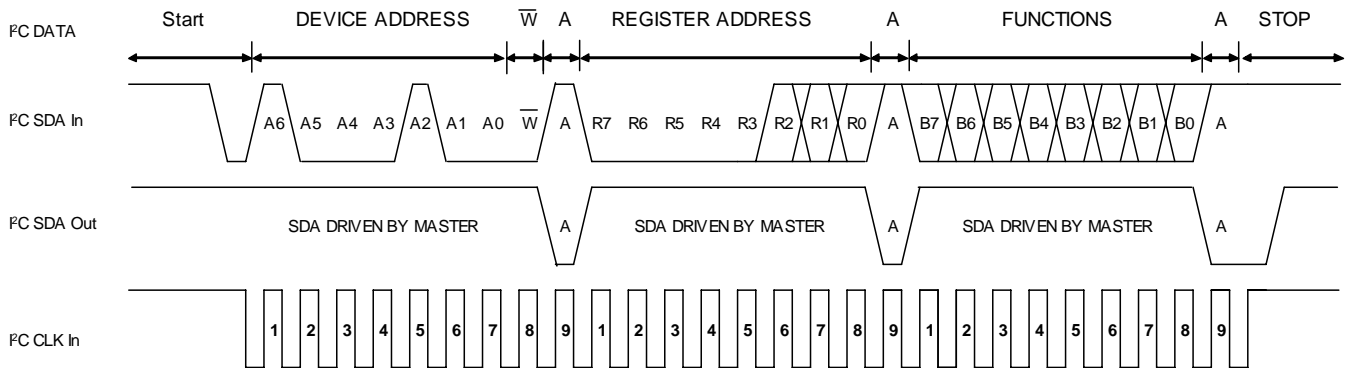 Start DEVICE ADDRESS W̅ A REGISTER ADDRESS A FUNCTIONS A STOP
I²C DATA
I²C SDA In
A6 A5 A4 A3 A2 A1 A0 W̅ A R7 R6 R5 R4 R3 R2 R1 R0 A B7 B6 B5 B4 B3 B2 B1 B0 A
I²C SDA Out
SDA DRIVEN BY MASTER A SDA DRIVEN BY MASTER A SDA DRIVEN BY MASTER A
I²C CLK In
1 2 3 4 5 6 7 8 9 1 2 3 4 5 6 7 8 9 1 2 3 4 5 6 7 8 9